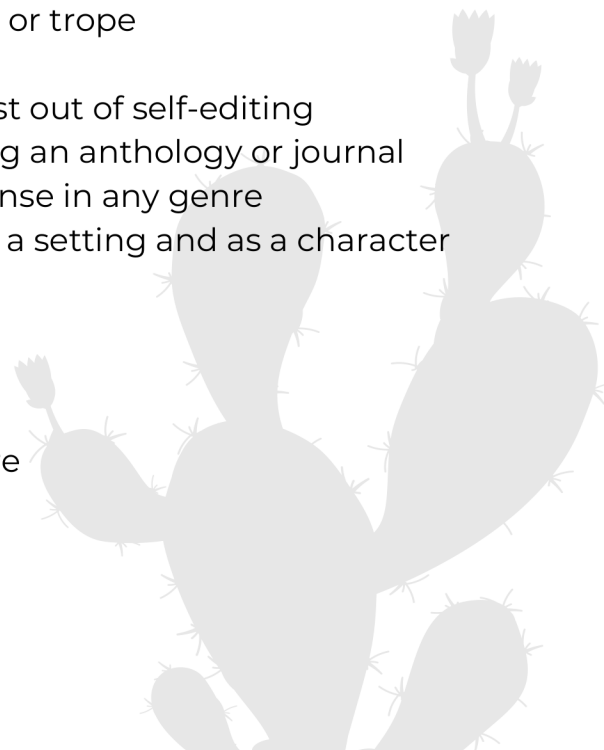 or trope
st out of self-editing
g an anthology or journal
nse in any genre
a setting and as a character
e